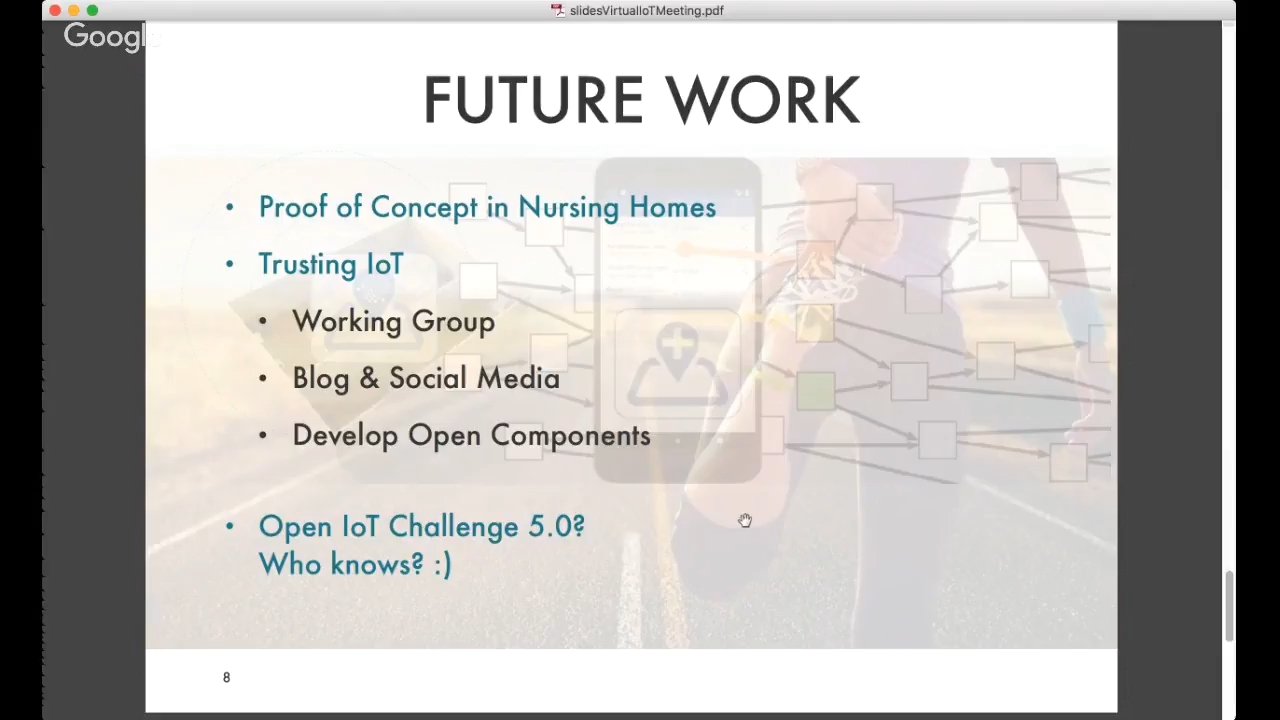 slidesVirtualIoTMeeting.pdf
Google
FUTURE WORK
• Proof of Concept in Nursing Homes
• Trusting IoT
• Working Group
• Blog & Social Media
• Develop Open Components
• Open IoT Challenge 5.0?
Who knows? :)
8